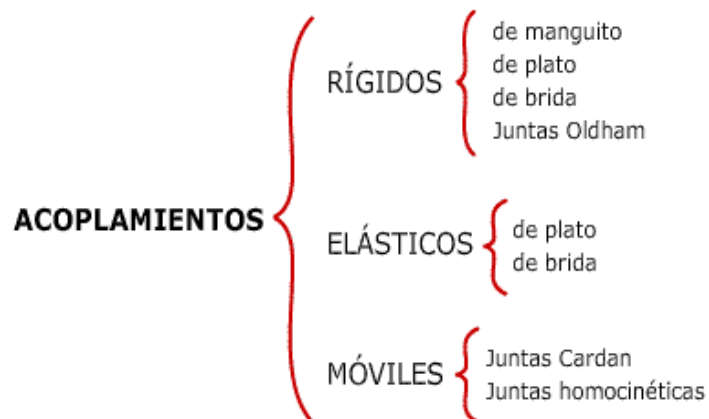 ACOPLAMIENTOS
RÍGIDOS
de manguito
de plato
de brida
Juntas Oldham
ELÁSTICOS
de plato
de brida
MÓVILES
Juntas Cardan
Juntas homocinéticas